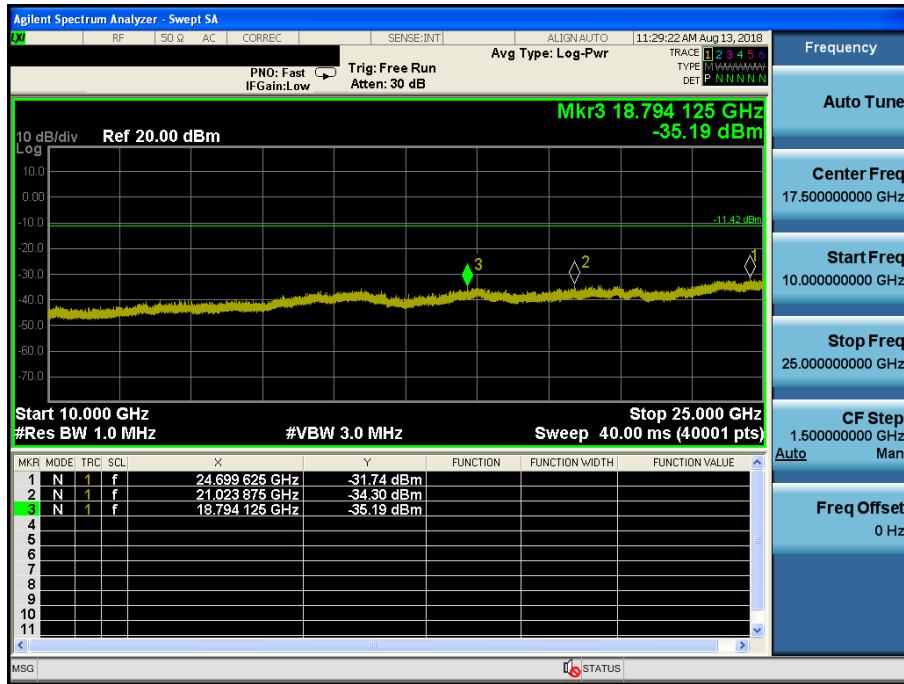 Agilent Spectrum Analyzer - Swept SA
LXI RF 50 Ω AC CORREC SENSE:INT ALIGN AUTO 11:29:22 AM Aug 13, 2018
PNO: Fast
IFGain:Low
Trig: Free Run
Atten: 30 dB
Avg Type: Log-Pwr
TRACE 1 2 3 4 5 6
TYPE M WWWWW
DET P N N N N N
Mkr3 18.794 125 GHz
-35.19 dBm
10 dB/div
Log
Ref 20.00 dBm
10.0
0.00
-10.0
-20.0
-30.0
-40.0
-50.0
-60.0
-70.0
-11.42 dBm
3
2
1
Start 10.000 GHz
Stop 25.000 GHz
#Res BW 1.0 MHz
#VBW 3.0 MHz
Sweep 40.00 ms (40001 pts)
MKR MODE TRC SCL X Y FUNCTION FUNCTION WIDTH FUNCTION VALUE
1 N 1 f 24.699 625 GHz -31.74 dBm
2 N 1 f 21.023 875 GHz -34.30 dBm
3 N 1 f 18.794 125 GHz -35.19 dBm
4
5
6
7
8
9
10
11
MSG
STATUS
Frequency
Auto Tune
Center Freq
17.500000000 GHz
Start Freq
10.000000000 GHz
Stop Freq
25.000000000 GHz
CF Step
1.500000000 GHz
Auto Man
Freq Offset
0 Hz